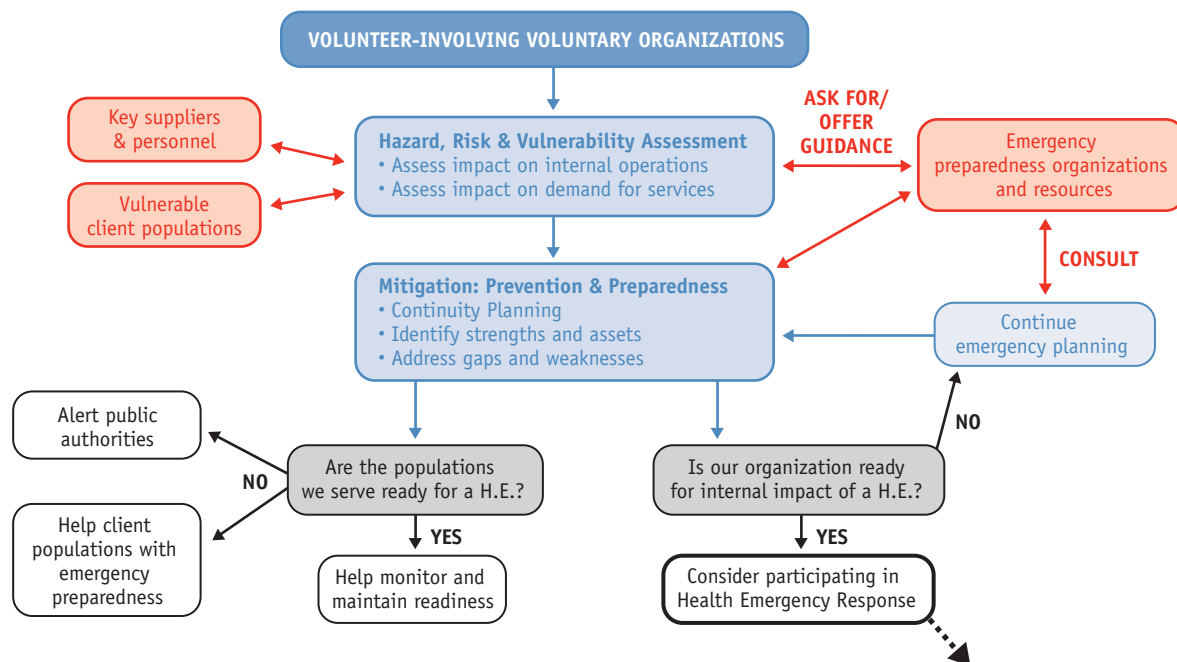 VOLUNTEER-INVOLVING VOLUNTARY ORGANIZATIONS
Key suppliers
& personnel
Vulnerable
client populations
Hazard, Risk & Vulnerability Assessment
• Assess impact on internal operations
• Assess impact on demand for services
ASK FOR/
OFFER
GUIDANCE
Emergency
preparedness organizations
and resources
CONSULT
Mitigation: Prevention & Preparedness
• Continuity Planning
• Identify strengths and assets
• Address gaps and weaknesses
Continue
emergency planning
NO
Alert public
authorities
NO
Help client
populations with
emergency
preparedness
Are the populations
we serve ready for a H.E.?
YES
Help monitor and
maintain readiness
Is our organization ready
for internal impact of a H.E.?
YES
Consider participating in
Health Emergency Response